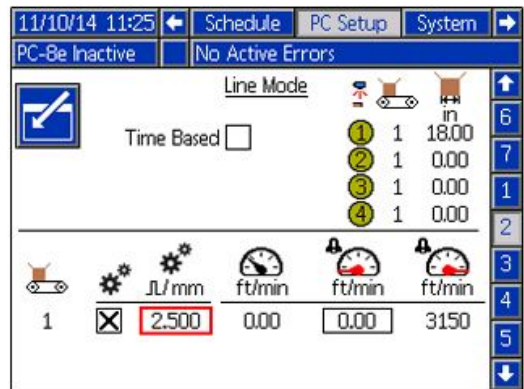 11/10/14 11:25 Schedule PC Setup System
PC-8e Inactive No Active Errors
Line Mode
in
Time Based
1 1 18.00
2 1 0.00
3 1 0.00
4 1 0.00
6
7
1
2
3
4
5
/mm ft/min ft/min ft/min
1 2.500 0.00 0.00 3150